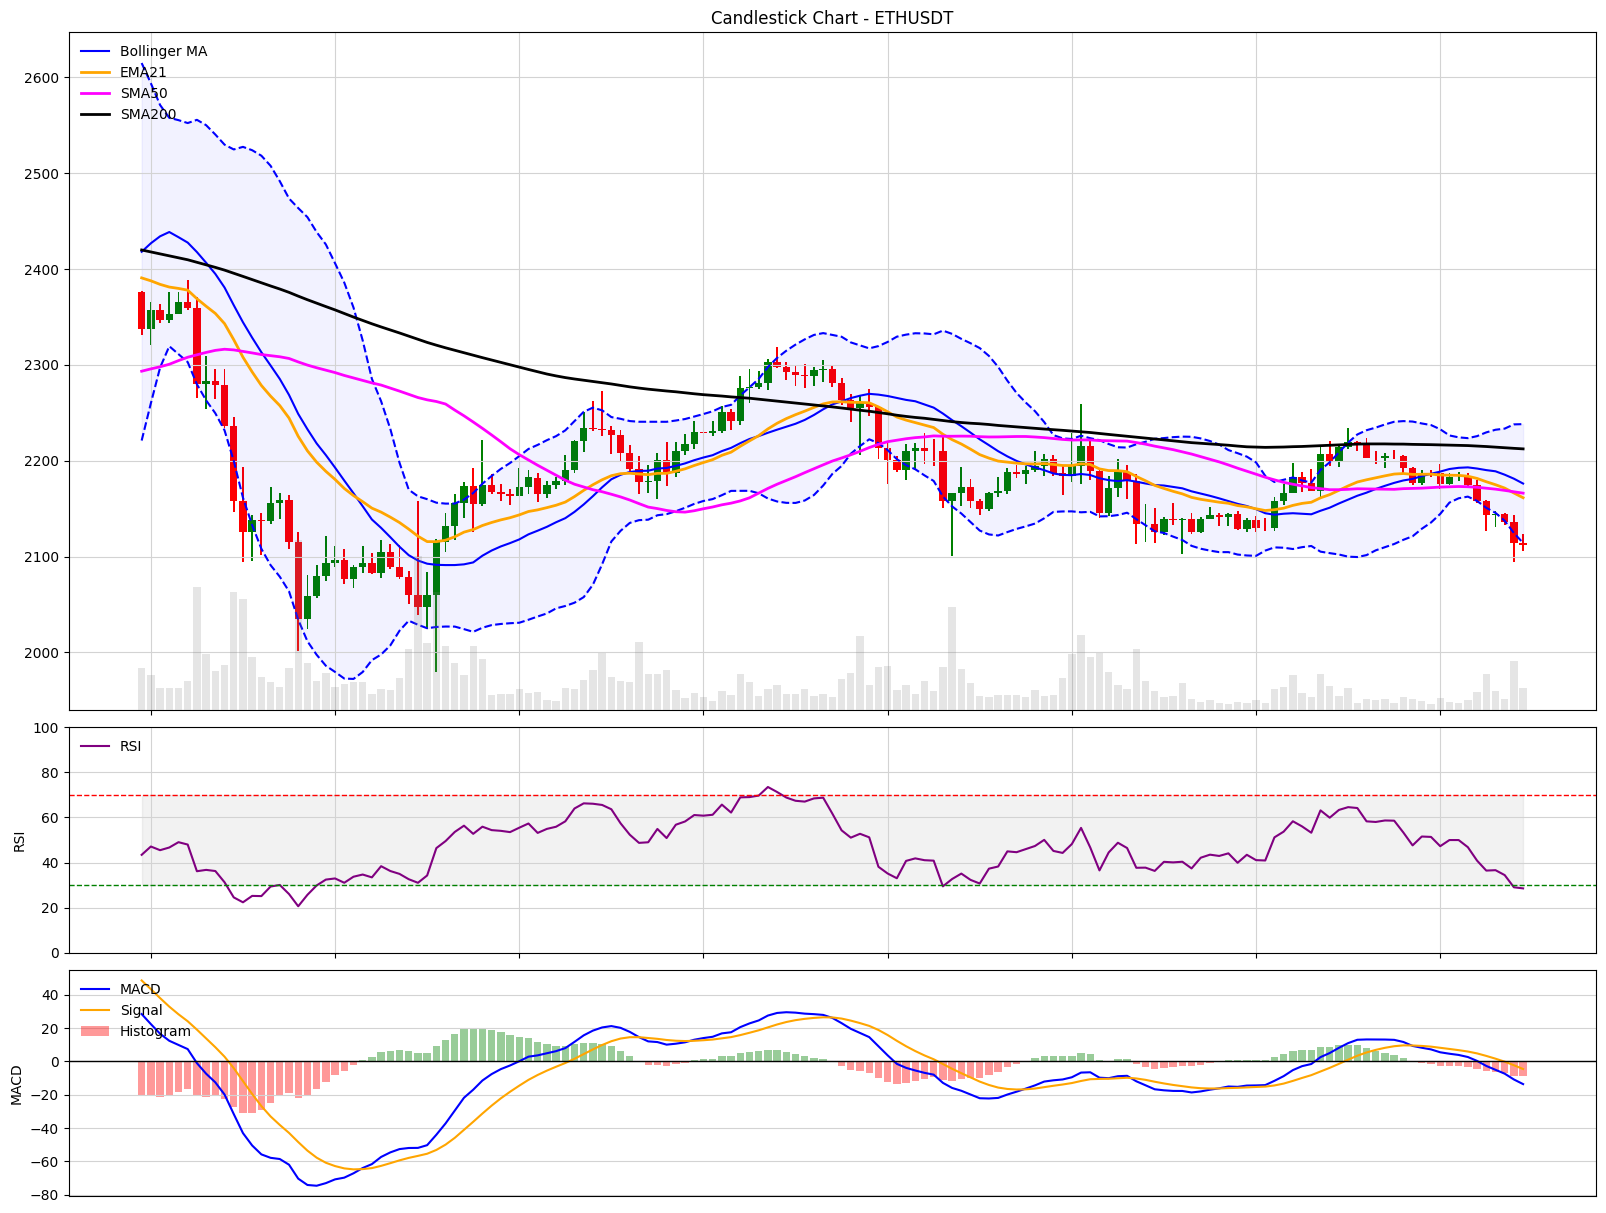 Candlestick Chart - ETHUSDT
Bollinger MA
EMA21
SMA50
SMA200
2600
2500
2400
2300
2200
2100
2000
RSI
100
80
60
40
20
0
RSI
MACD
Signal
Histogram
40
20
0
−20
−40
−60
−80
MACD